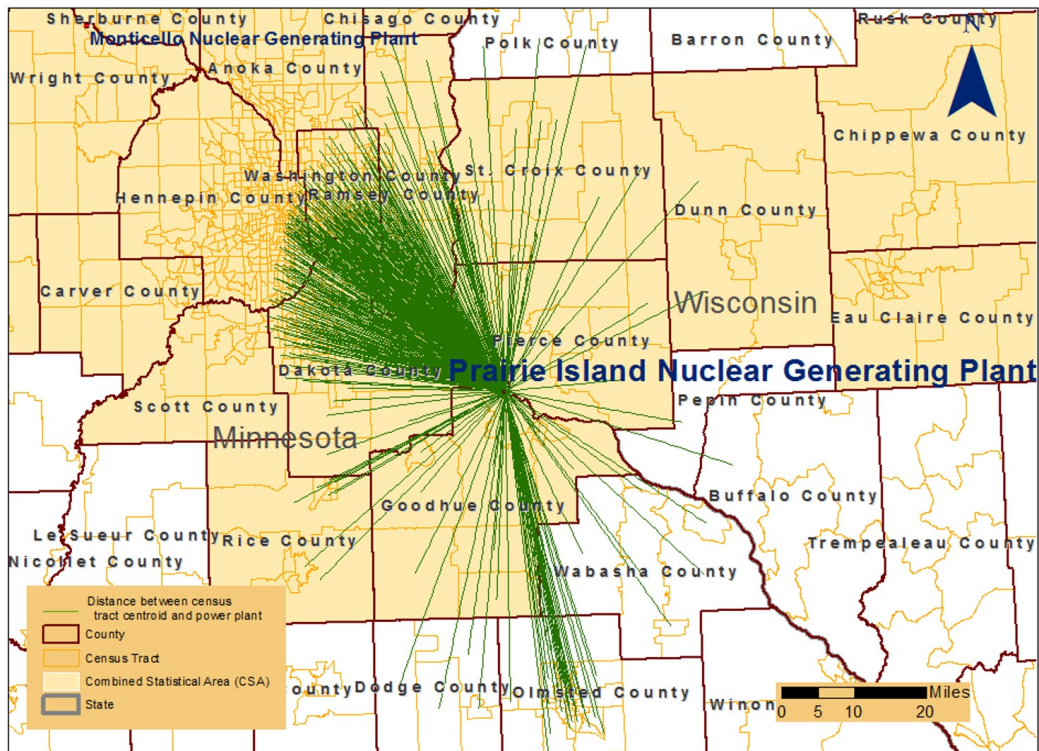 Sherburne County
Chisago County
Rusk County
N
Monticello Nuclear Generating Plant
Polk County
Barron County
Wright County
Anoka County
Chippewa County
Washington County
St. Croix County
Hennepin County
Ramsey County
Dunn County
Carver County
Wisconsin
Eau Claire County
Pierce County
Dakota County
Prairie Island Nuclear Generating Plant
Scott County
Pepin County
Minnesota
Goodhue County
Buffalo County
Le Sueur County
Rice County
Trempealeau County
Nicollet County
Wabasha County
Distance between census
tract centroid and power plant
County
Census Tract
Combined Statistical Area (CSA)
State
ounty
Dodge County
Olmsted County
Winon
Miles
0 5 10 20